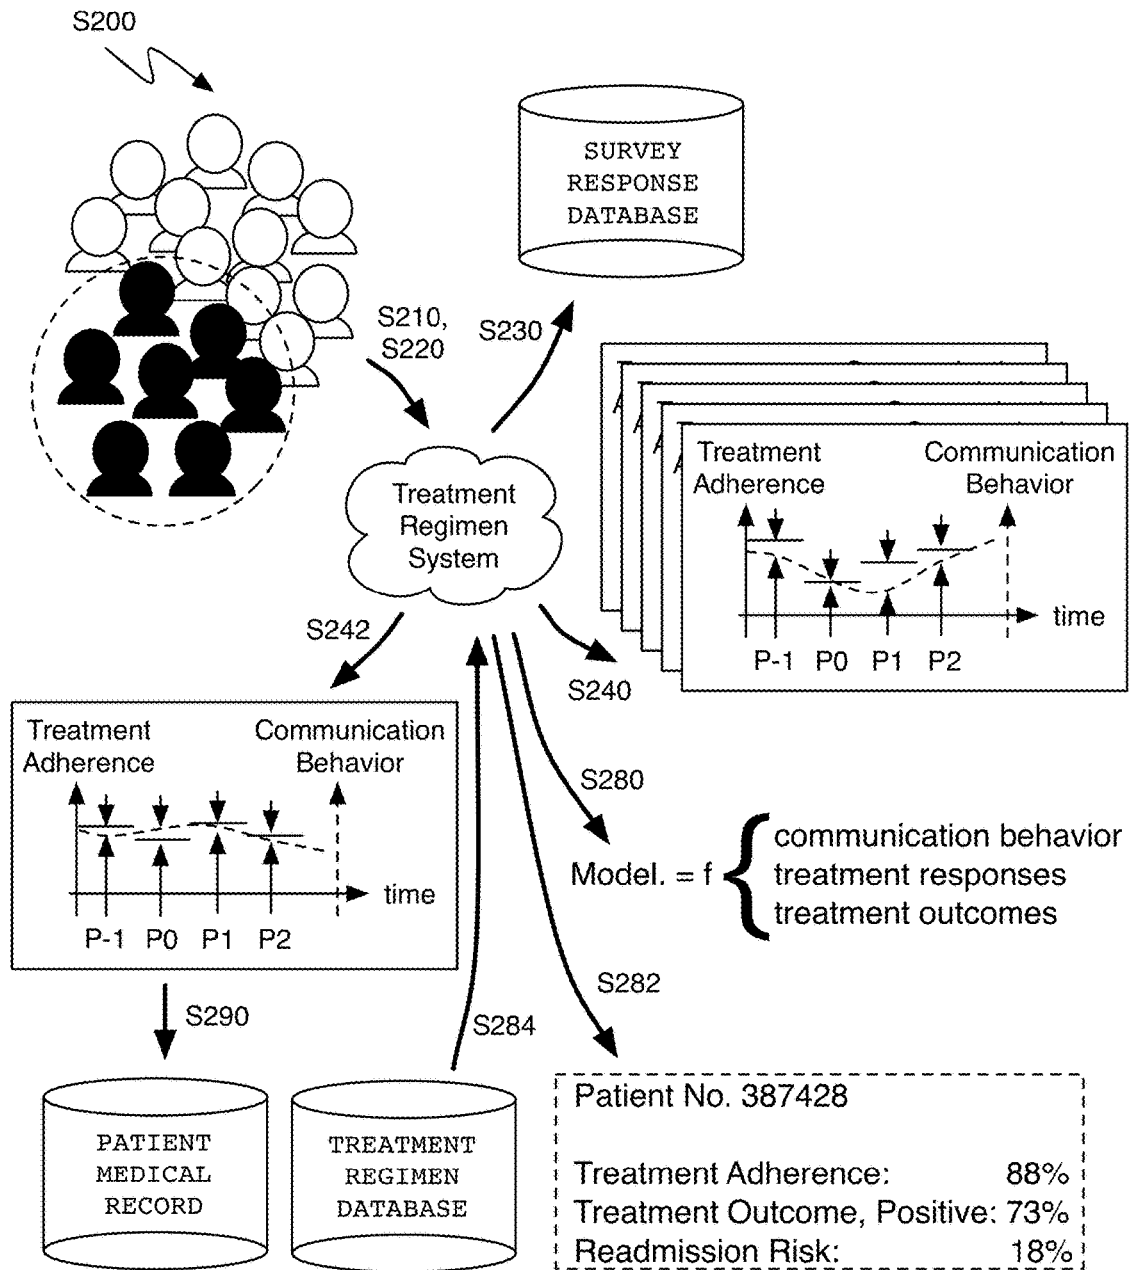 S200
SURVEY
RESPONSE
DATABASE
S210,
S220
S230
Treatment
Adherence
Communication
Behavior
time
P-1 P0 P1 P2
Treatment
Regimen
System
S242
S240
Treatment
Adherence
Communication
Behavior
time
P-1 P0 P1 P2
S280
Model. = f
communication behavior
treatment responses
treatment outcomes
S282
S290
S284
PATIENT
MEDICAL
RECORD
TREATMENT
REGIMEN
DATABASE
Patient No. 387428
Treatment Adherence: 88%
Treatment Outcome, Positive: 73%
Readmission Risk: 18%